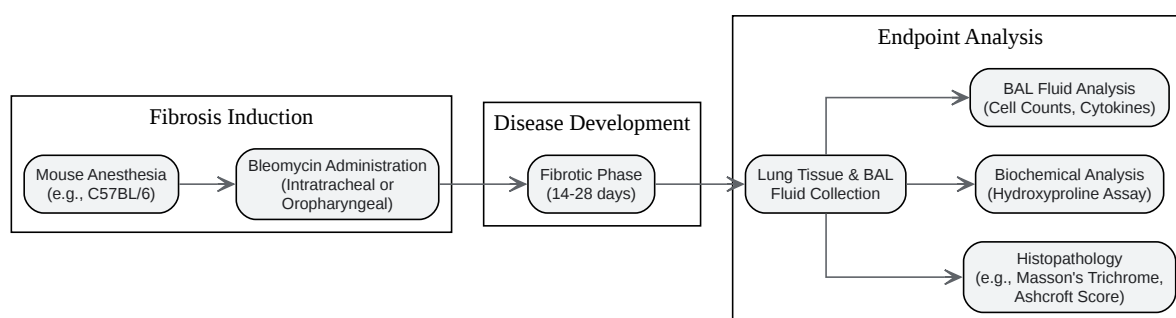 Fibrosis Induction
Mouse Anesthesia
(e.g., C57BL/6)
Bleomycin Administration
(Intratracheal or
Oropharyngeal)
Disease Development
Fibrotic Phase
(14-28 days)
Endpoint Analysis
Lung Tissue & BAL
Fluid Collection
BAL Fluid Analysis
(Cell Counts, Cytokines)
Biochemical Analysis
(Hydroxyproline Assay)
Histopathology
(e.g., Masson's Trichrome,
Ashcroft Score)